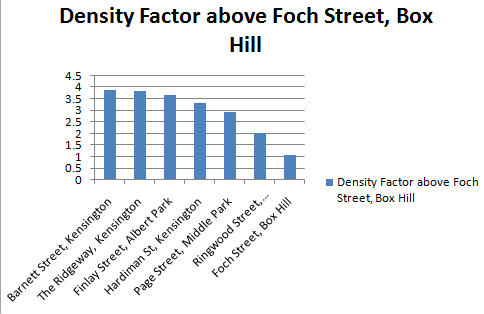 Density Factor above Foch Street, Box
Hill
4.5
4
3.5
3
2.5
2
1.5
1
0.5
0
Barnett Street, Kensington
The Ridgeway, Kensington
Finlay Street, Albert Park
Hardiman St, Kensington
Page Street, Middle Park
Ringwood Street,...
Foch Street, Box Hill
Density Factor above Foch
Street, Box Hill